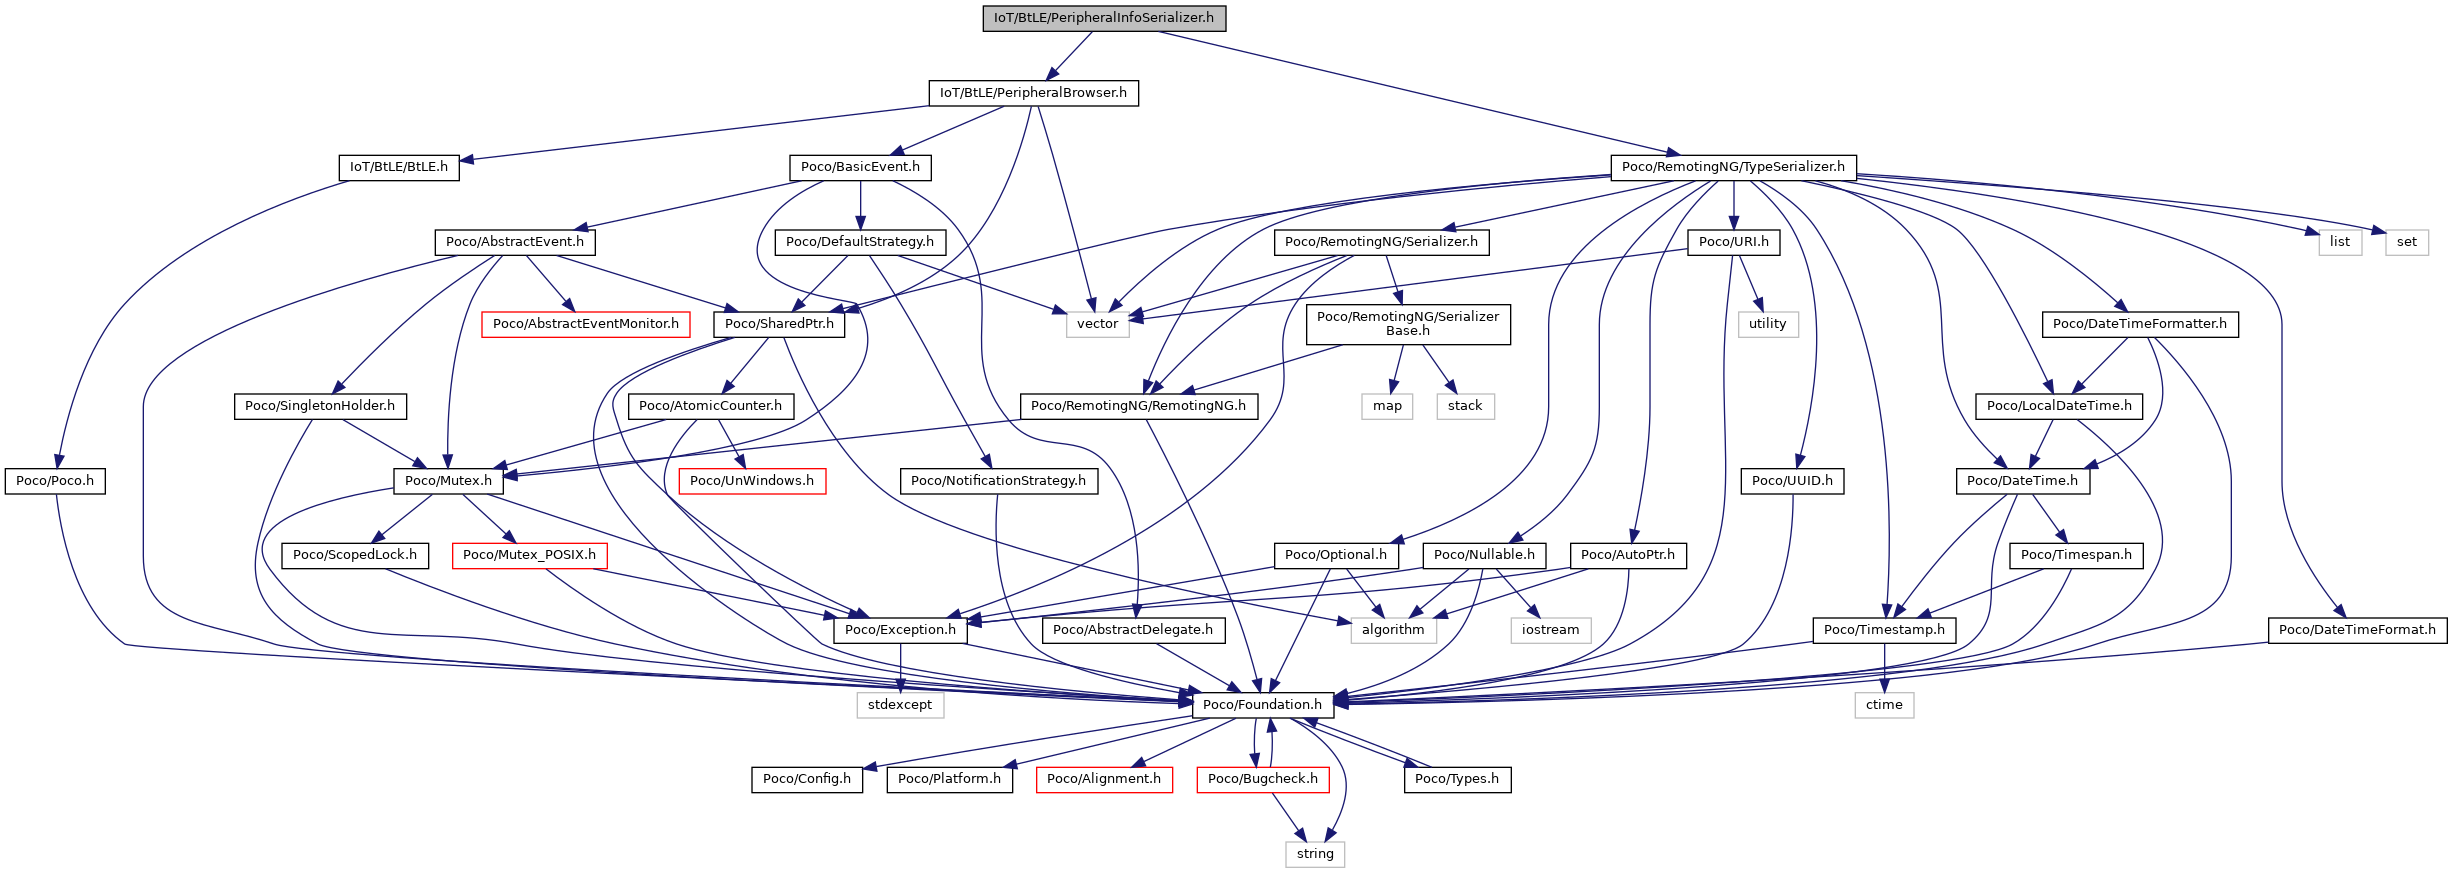 IoT/BtLE/PeripheralInfoSerializer.h
IoT/BtLE/PeripheralBrowser.h
IoT/BtLE/BtLE.h
Poco/BasicEvent.h
Poco/RemotingNG/TypeSerializer.h
Poco/AbstractEvent.h
Poco/DefaultStrategy.h
Poco/RemotingNG/Serializer.h
Poco/URI.h
list
set
Poco/AbstractEventMonitor.h
Poco/SharedPtr.h
vector
Poco/RemotingNG/Serializer
Base.h
utility
Poco/DateTimeFormatter.h
Poco/SingletonHolder.h
Poco/AtomicCounter.h
Poco/RemotingNG/RemotingNG.h
map
stack
Poco/LocalDateTime.h
Poco/Poco.h
Poco/Mutex.h
Poco/UnWindows.h
Poco/NotificationStrategy.h
Poco/UUID.h
Poco/DateTime.h
Poco/ScopedLock.h
Poco/Mutex_POSIX.h
Poco/Optional.h
Poco/Nullable.h
Poco/AutoPtr.h
Poco/Timespan.h
Poco/Exception.h
Poco/AbstractDelegate.h
algorithm
iostream
Poco/Timestamp.h
Poco/DateTimeFormat.h
stdexcept
Poco/Foundation.h
ctime
Poco/Config.h
Poco/Platform.h
Poco/Alignment.h
Poco/Bugcheck.h
Poco/Types.h
string